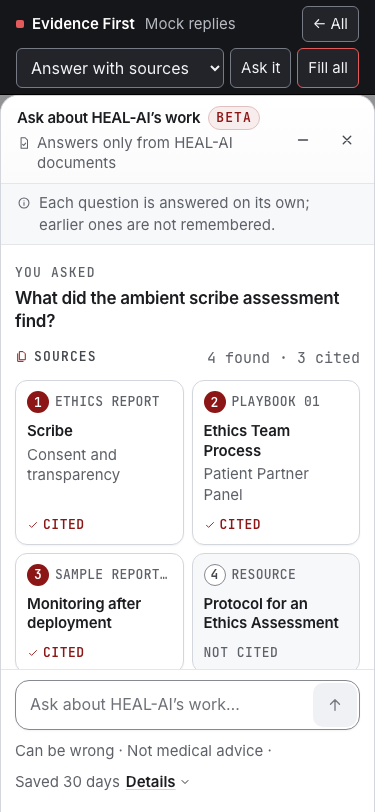 Evidence First Mock replies ← All
Answer with sources Ask it Fill all
Ask about HEAL-AI’s work BETA
Answers only from HEAL-AI
documents
Each question is answered on its own;
earlier ones are not remembered.
YOU ASKED
What did the ambient scribe assessment
find?
SOURCES 4 found · 3 cited
1 ETHICS REPORT
Scribe
Consent and
transparency
CITED
2 PLAYBOOK 01
Ethics Team
Process
Patient Partner
Panel
CITED
3 SAMPLE REPORT…
Monitoring after
deployment
CITED
4 RESOURCE
Protocol for an
Ethics Assessment
NOT CITED
Ask about HEAL-AI’s work…
Can be wrong · Not medical advice ·
Saved 30 days Details